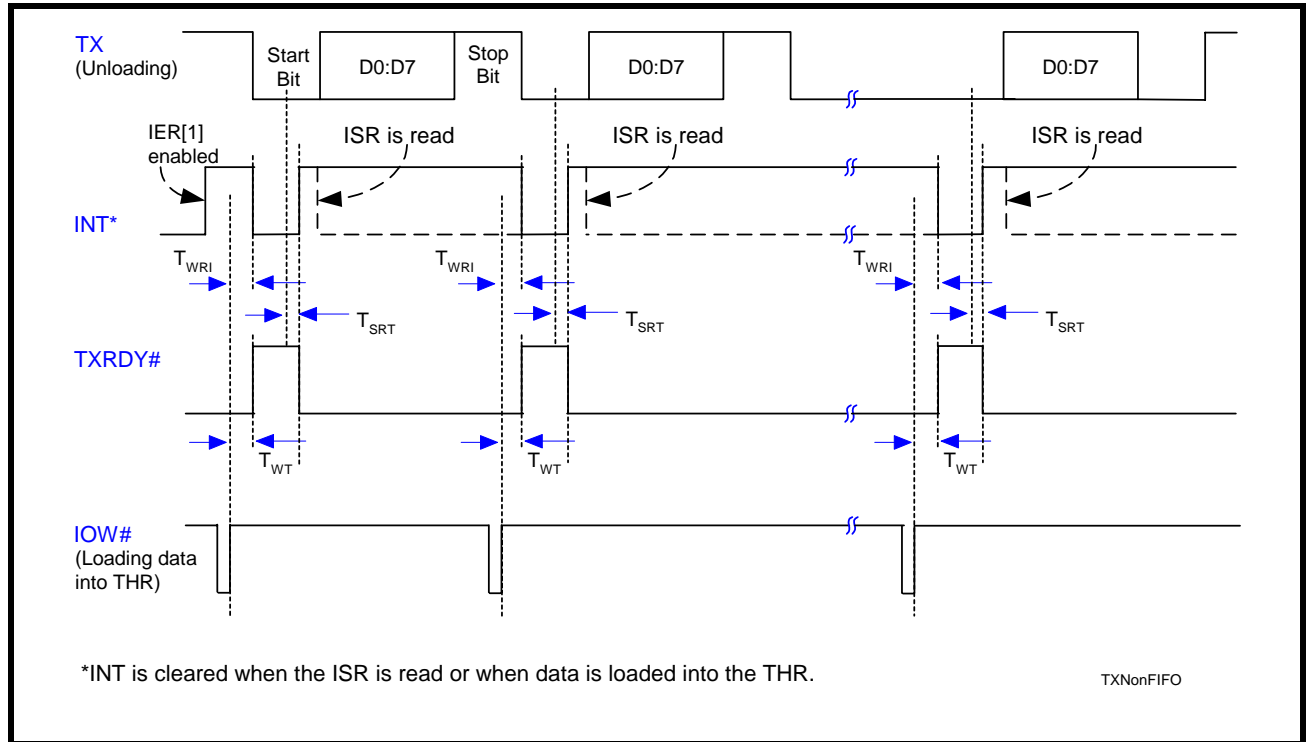 TX
(Unloading)
Start
Bit
D0:D7
Stop
Bit
D0:D7
D0:D7
IER[1]
enabled
ISR is read
ISR is read
ISR is read
INT*
TWRI
TWRI
TWRI
TSRT
TSRT
TSRT
TXRDY#
TWT
TWT
TWT
IOW#
(Loading data
into THR)
*INT is cleared when the ISR is read or when data is loaded into the THR.
TXNonFIFO